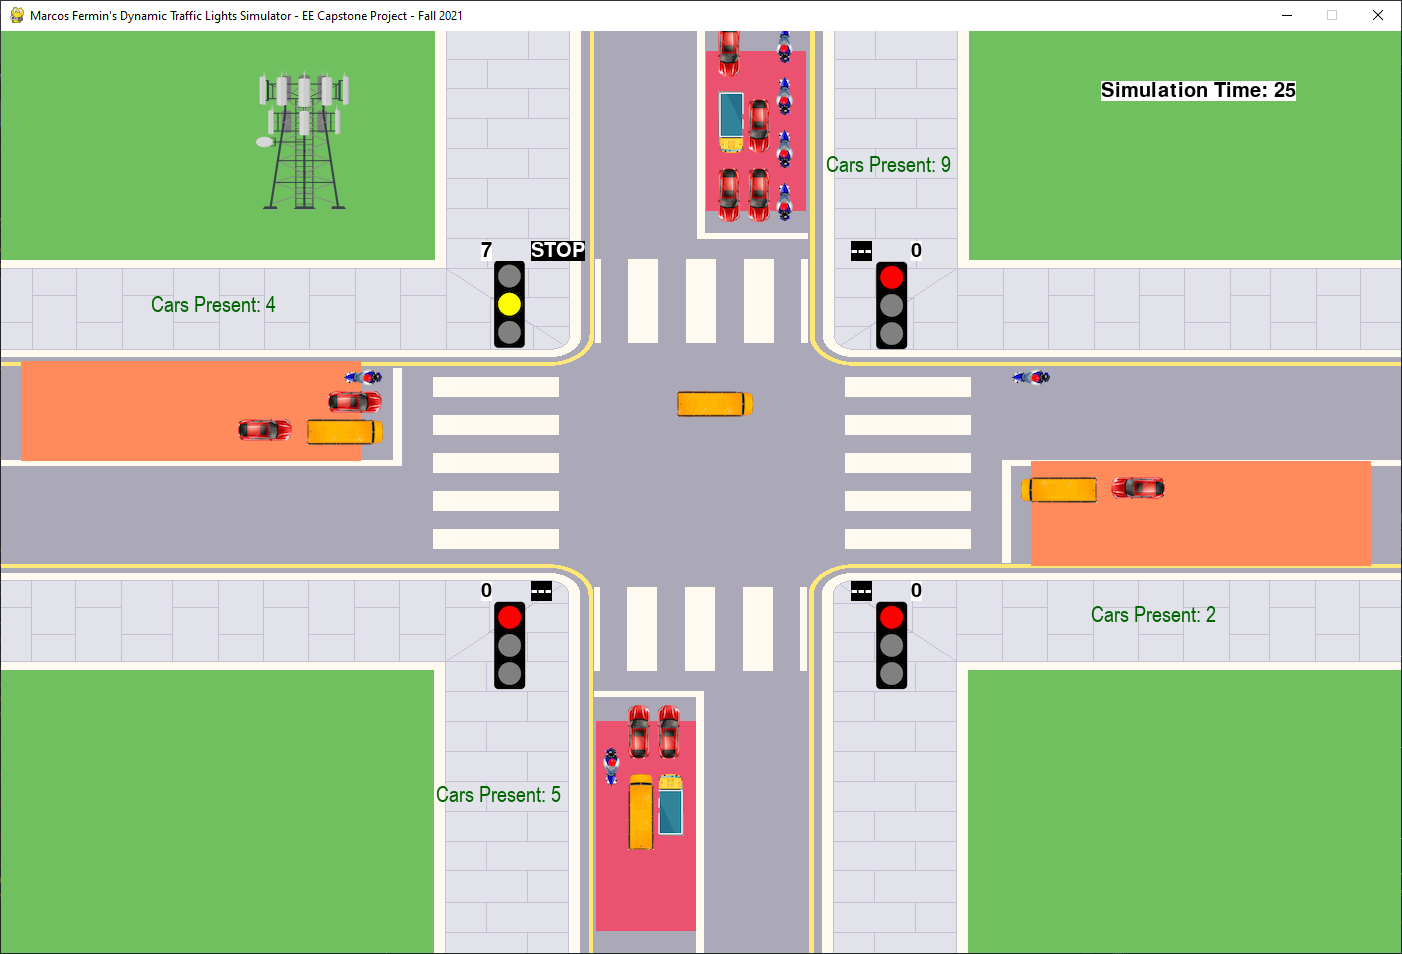 Marcos Fermin's Dynamic Traffic Lights Simulator - EE Capstone Project - Fall 2021
Simulation Time: 25
Cars Present: 9
7 STOP
--- 0
Cars Present: 4
0 ---
--- 0
Cars Present: 2
Cars Present: 5